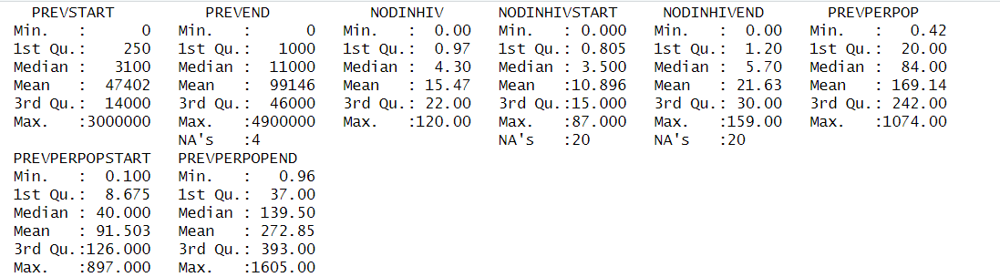 PREVSTART PREVEND NODINHIV NODINHIVSTART NODINHIVEND PREVPERPOP
Min. : 0 Min. : 0 Min. : 0.00 Min. : 0.000 Min. : 0.00 Min. : 0.42
1st Qu.: 250 1st Qu.: 1000 1st Qu.: 0.97 1st Qu.: 0.805 1st Qu.: 1.20 1st Qu.: 20.00
Median : 3100 Median : 11000 Median : 4.30 Median : 3.500 Median : 5.70 Median : 84.00
Mean : 47402 Mean : 99146 Mean : 15.47 Mean :10.896 Mean : 21.63 Mean : 169.14
3rd Qu.: 14000 3rd Qu.: 46000 3rd Qu.: 22.00 3rd Qu.:15.000 3rd Qu.: 30.00 3rd Qu.: 242.00
Max. :3000000 Max. :4900000 Max. :120.00 Max. :87.000 Max. :159.00 Max. :1074.00
NA's :4 NA's :20 NA's :20
PREVPERPOPSTART PREVPERPOPEND
Min. : 0.100 Min. : 0.96
1st Qu.: 8.675 1st Qu.: 37.00
Median : 40.000 Median : 139.50
Mean : 91.503 Mean : 272.85
3rd Qu.:126.000 3rd Qu.: 393.00
Max. :897.000 Max. :1605.00